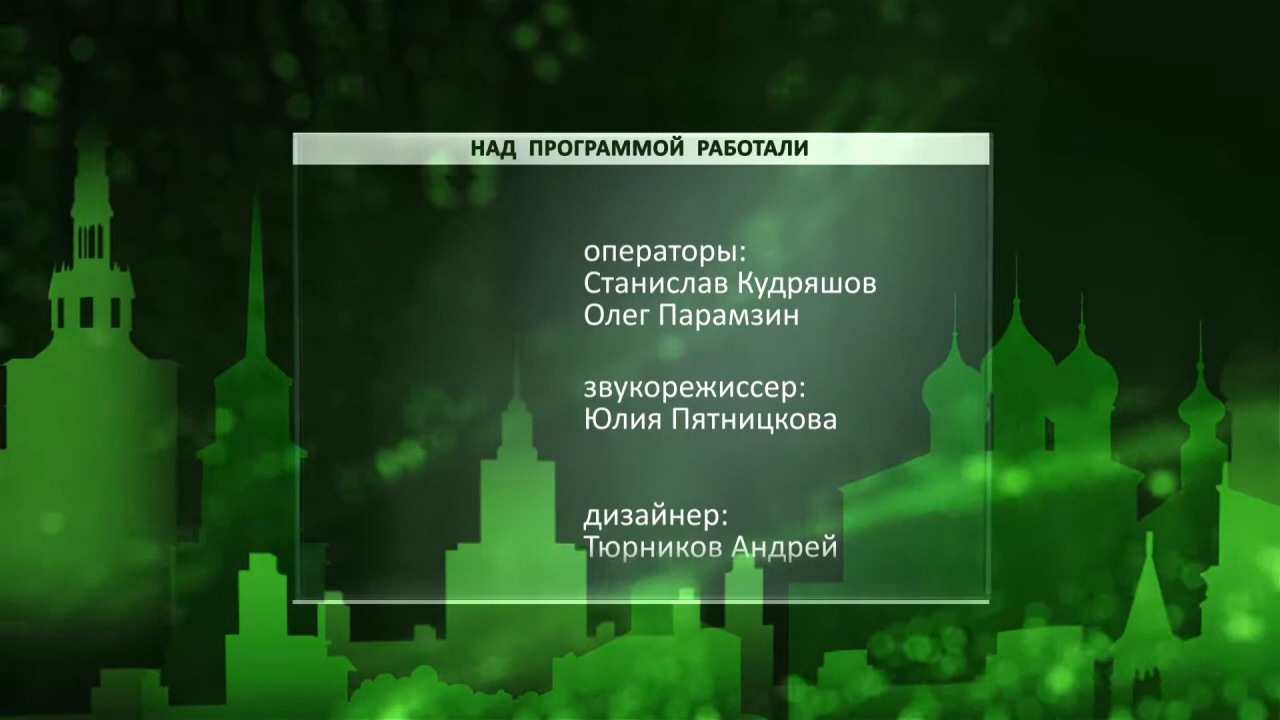 НАД ПРОГРАММОЙ РАБОТАЛИ
операторы:
Станислав Кудряшов
Олег Парамзин
звукорежиссер:
Юлия Пятницкова
дизайнер:
Тюрников Андрей